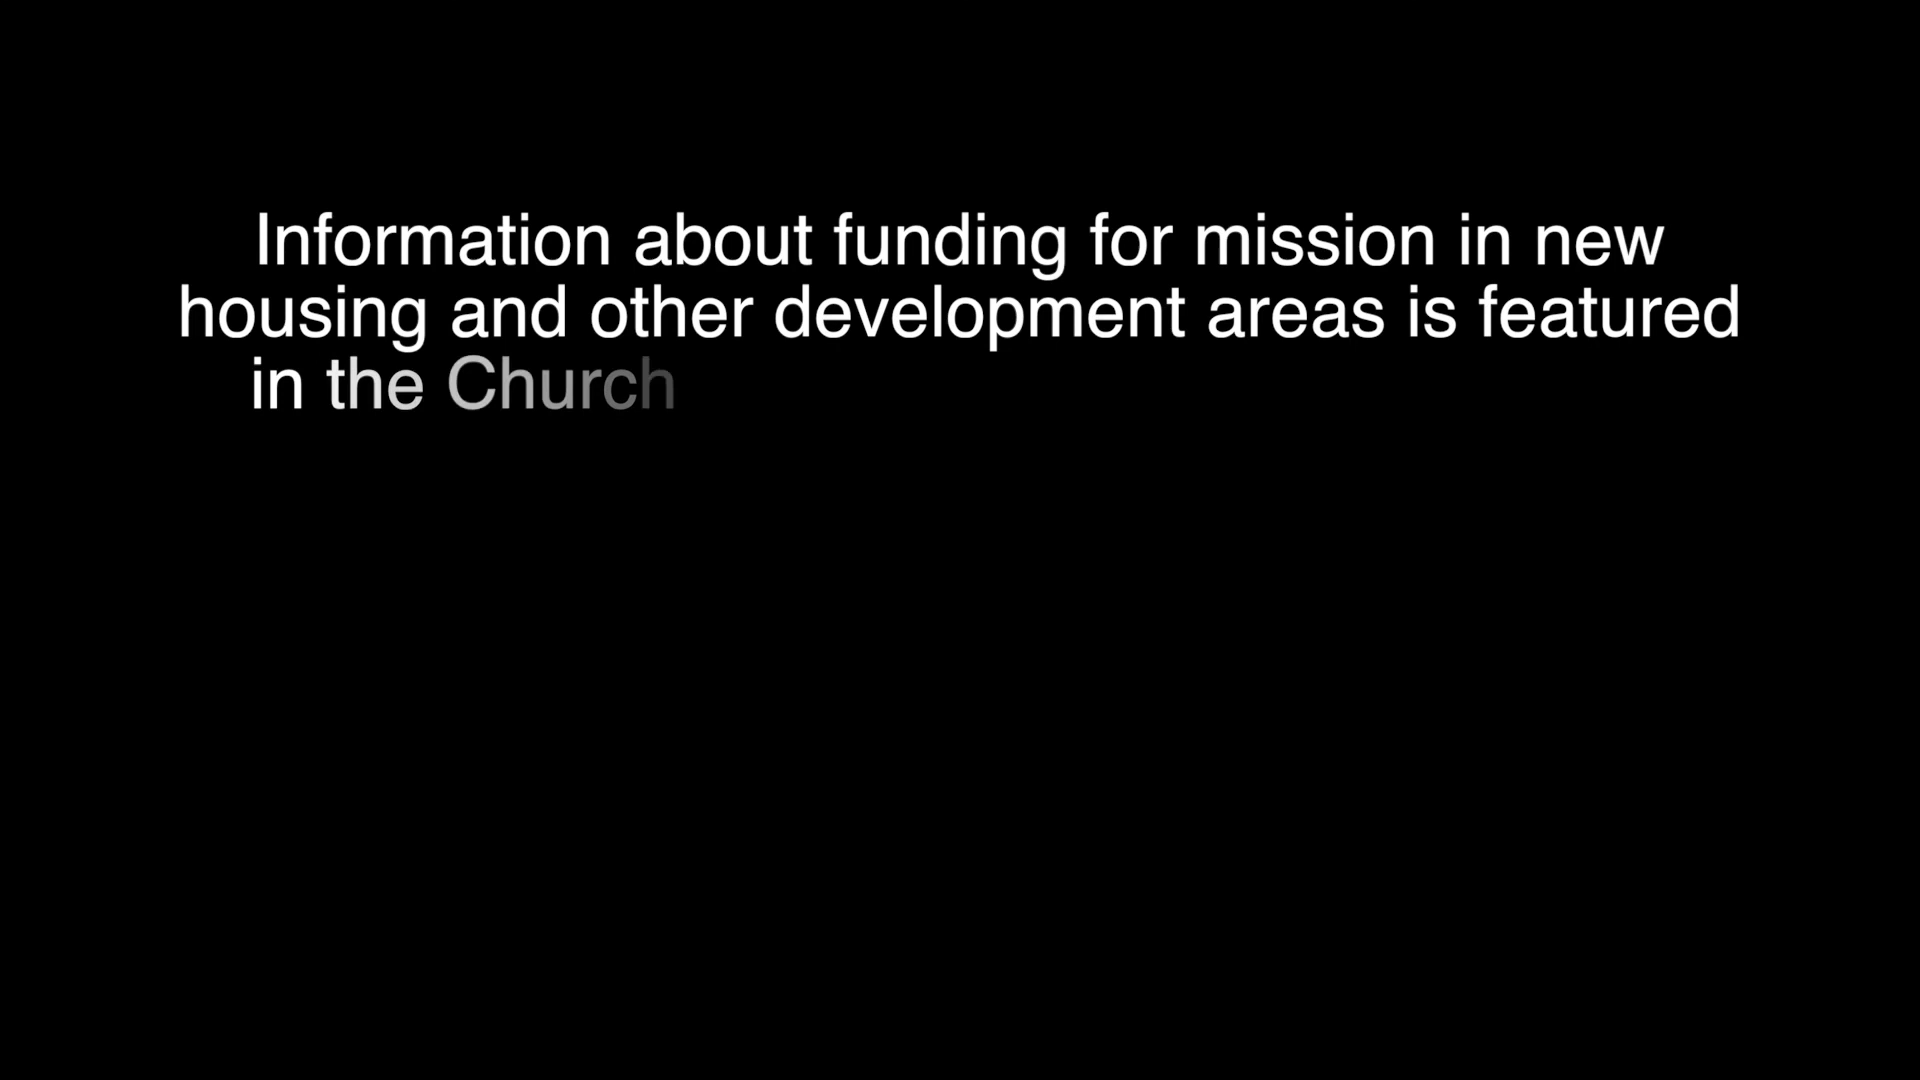 Information about funding for mission in new
housing and other development areas is featured
in the Church